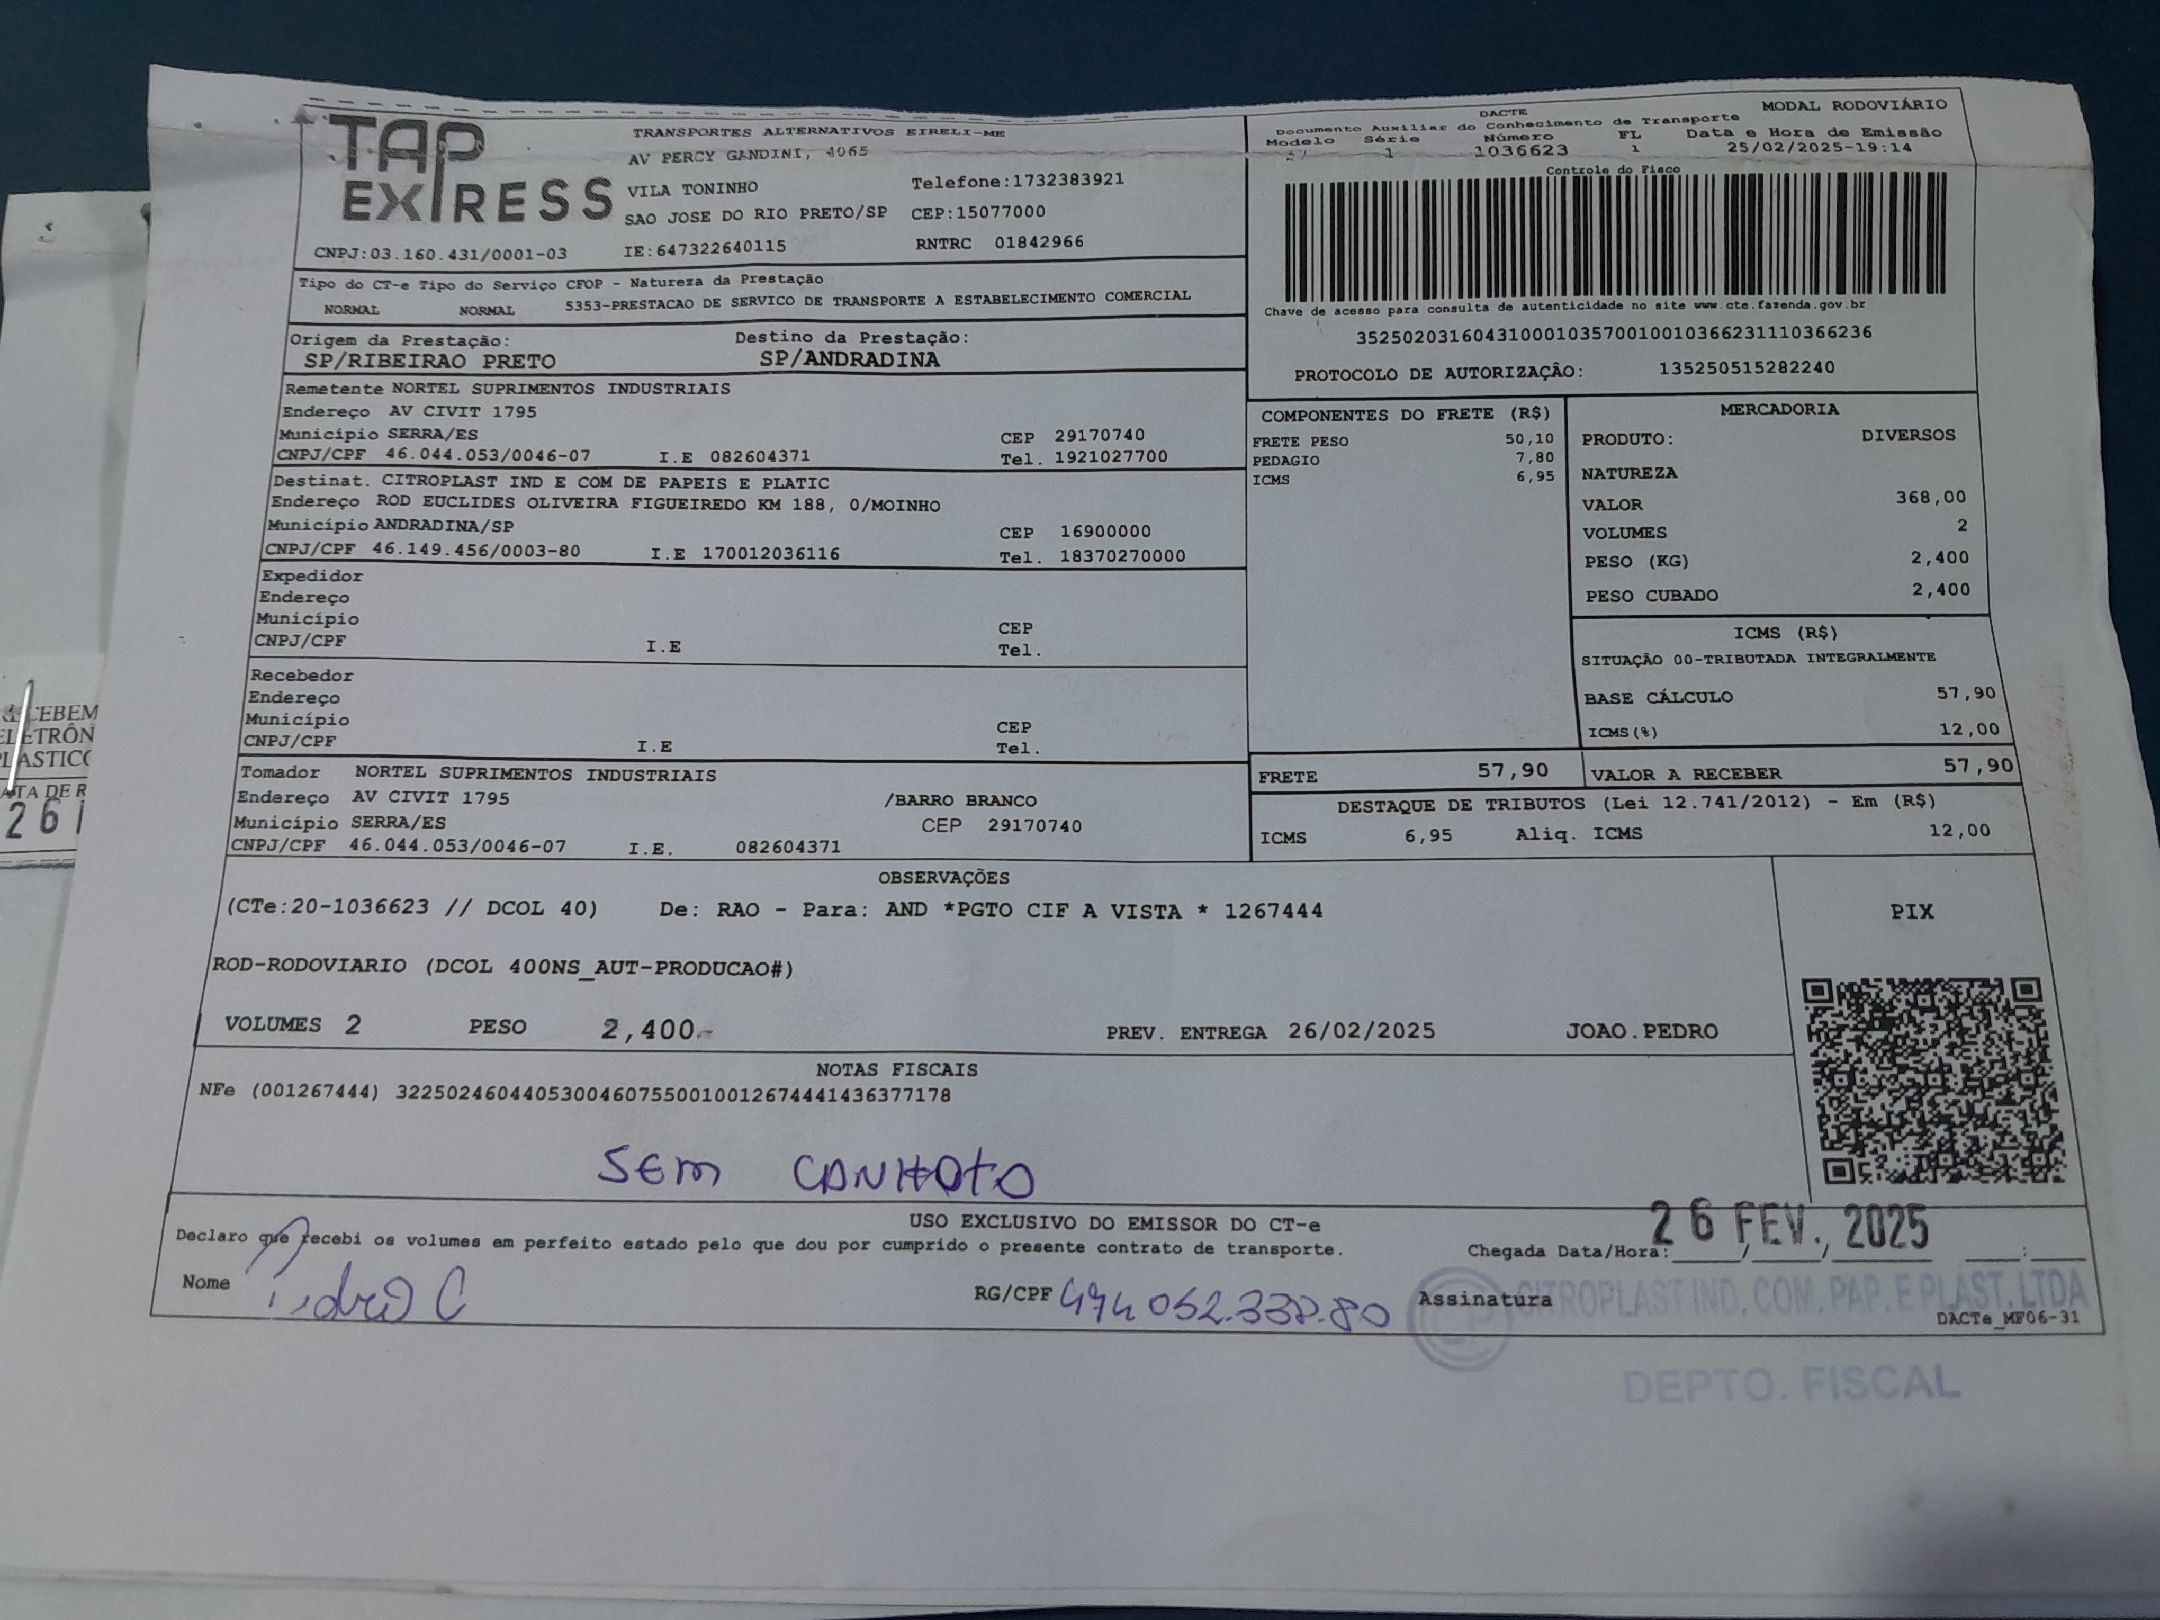 TAP EXPRESS
TRANSPORTES ALTERNATIVOS EIRELI-ME
AV PERCY GANDINI, 4065
VILA TONINHO Telefone:1732383921
SAO JOSE DO RIO PRETO/SP CEP:15077000
CNPJ:03.160.431/0001-03 IE:647322640115 RNTRC 01842966
DACTE MODAL RODOVIÁRIO
Documento Auxiliar do Conhecimento de Transporte
Modelo Série Número FL Data e Hora de Emissão
1 1036623 1 25/02/2025-19:14
Controle do Fisco
Chave de acesso para consulta de autenticidade no site www.cte.fazenda.gov.br
35250203160431000103570010010366231110366236
PROTOCOLO DE AUTORIZAÇÃO: 135250515282240
Tipo do CT-e Tipo do Serviço CFOP - Natureza da Prestação
NORMAL NORMAL 5353-PRESTACAO DE SERVICO DE TRANSPORTE A ESTABELECIMENTO COMERCIAL
Origem da Prestação: Destino da Prestação:
SP/RIBEIRAO PRETO SP/ANDRADINA
Remetente NORTEL SUPRIMENTOS INDUSTRIAIS
Endereço AV CIVIT 1795
Município SERRA/ES CEP 29170740
CNPJ/CPF 46.044.053/0046-07 I.E 082604371 Tel. 1921027700
Destinat. CITROPLAST IND E COM DE PAPEIS E PLATIC
Endereço ROD EUCLIDES OLIVEIRA FIGUEIREDO KM 188, 0/MOINHO
Município ANDRADINA/SP CEP 16900000
CNPJ/CPF 46.149.456/0003-80 I.E 170012036116 Tel. 18370270000
Expedidor
Endereço
Município CEP
CNPJ/CPF I.E Tel.
Recebedor
Endereço
Município CEP
CNPJ/CPF I.E Tel.
Tomador NORTEL SUPRIMENTOS INDUSTRIAIS
Endereço AV CIVIT 1795 /BARRO BRANCO
Município SERRA/ES CEP 29170740
CNPJ/CPF 46.044.053/0046-07 I.E. 082604371
COMPONENTES DO FRETE (R$)
FRETE PESO 50,10
PEDAGIO 7,80
ICMS 6,95
MERCADORIA
PRODUTO: DIVERSOS
NATUREZA
VALOR 368,00
VOLUMES 2
PESO (KG) 2,400
PESO CUBADO 2,400
ICMS (R$)
SITUAÇÃO 00-TRIBUTADA INTEGRALMENTE
BASE CÁLCULO 57,90
ICMS(%) 12,00
FRETE 57,90 VALOR A RECEBER 57,90
DESTAQUE DE TRIBUTOS (Lei 12.741/2012) - Em (R$)
ICMS 6,95 Aliq. ICMS 12,00
OBSERVAÇÕES
(CTe:20-1036623 // DCOL 40) De: RAO - Para: AND *PGTO CIF A VISTA * 1267444
PIX
ROD-RODOVIARIO (DCOL 400NS_AUT-PRODUCAO#)
VOLUMES 2 PESO 2,400 PREV. ENTREGA 26/02/2025 JOAO.PEDRO
NOTAS FISCAIS
NFe (001267444) 32250246044053004607550010012674441436377178
SEM CANHOTO
USO EXCLUSIVO DO EMISSOR DO CT-e
26 FEV. 2025
Declaro que recebi os volumes em perfeito estado pelo que dou por cumprido o presente contrato de transporte.
Chegada Data/Hora:____/____/______ ___:___
Nome Pedro C RG/CPF 494 052.338.80 Assinatura
CP CITROPLAST IND. COM. PAP. E PLAST. LTDA
DACTe_MF06-31
DEPTO. FISCAL
ECEBEM
ELETRÔN
PLASTICO
ATA DE R
26